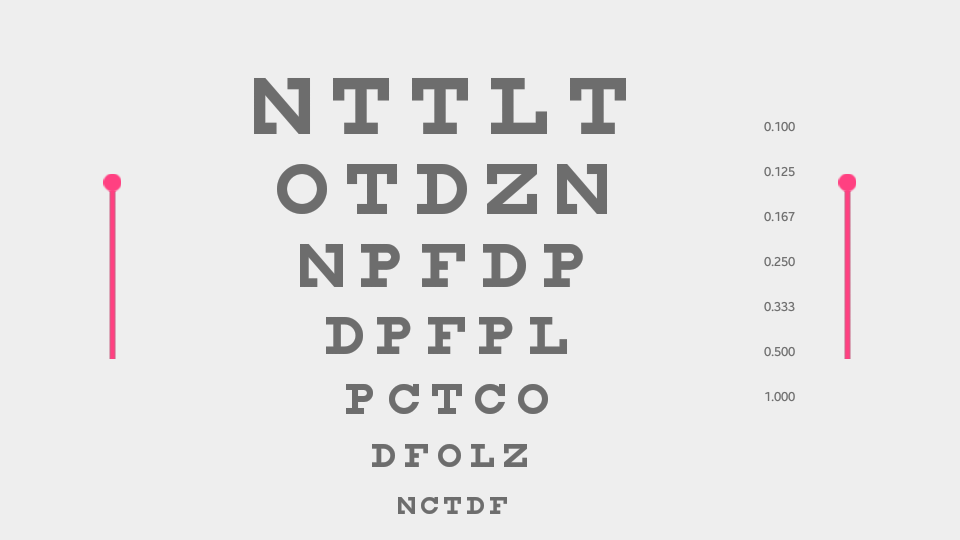 NTTLT
OTDZN
NPFDP
DPFPL
PCTCO
DFOLZ
NCTDF
0.100
0.125
0.167
0.250
0.333
0.500
1.000